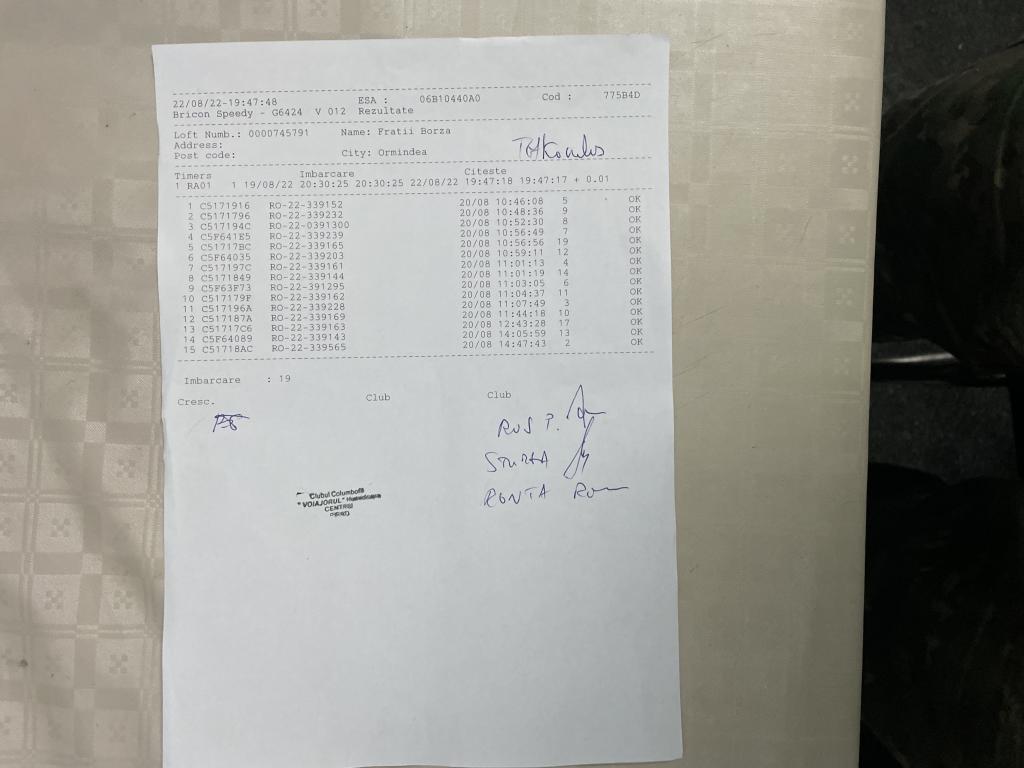 22/08/22-19:47:48 ESA : 06B10440A0 Cod : 775B4D
Bricon Speedy - G6424 V 012 Rezultate
Loft Numb.: 0000745791 Name: Fratii Borza
Address:
Post code: City: Ormindea
Timers Imbarcare Citeste
1 RA01 1 19/08/22 20:30:25 20:30:25 22/08/22 19:47:18 19:47:17 + 0.01
1 C5171916 RO-22-339152 20/08 10:46:08 5 OK
2 C5171796 RO-22-339232 20/08 10:48:36 9 OK
3 C517194C RO-22-0391300 20/08 10:52:30 8 OK
4 C5F641E5 RO-22-339239 20/08 10:56:49 7 OK
5 C51717BC RO-22-339165 20/08 10:56:56 19 OK
6 C5F64035 RO-22-339203 20/08 10:59:11 12 OK
7 C517197C RO-22-339161 20/08 11:01:13 4 OK
8 C5171849 RO-22-339144 20/08 11:01:19 14 OK
9 C5F63F73 RO-22-391295 20/08 11:03:05 6 OK
10 C517179F RO-22-339162 20/08 11:04:37 11 OK
11 C517196A RO-22-339228 20/08 11:07:49 3 OK
12 C517187A RO-22-339169 20/08 11:44:18 10 OK
13 C51717C6 RO-22-339163 20/08 12:43:28 17 OK
14 C5F64089 RO-22-339143 20/08 14:05:59 13 OK
15 C51718AC RO-22-339565 20/08 14:47:43 2 OK
Imbarcare : 19
Cresc. Club Club
RUS P.
RONTA
Clubul Columbofil
"VOIAJORUL" Hunedoara